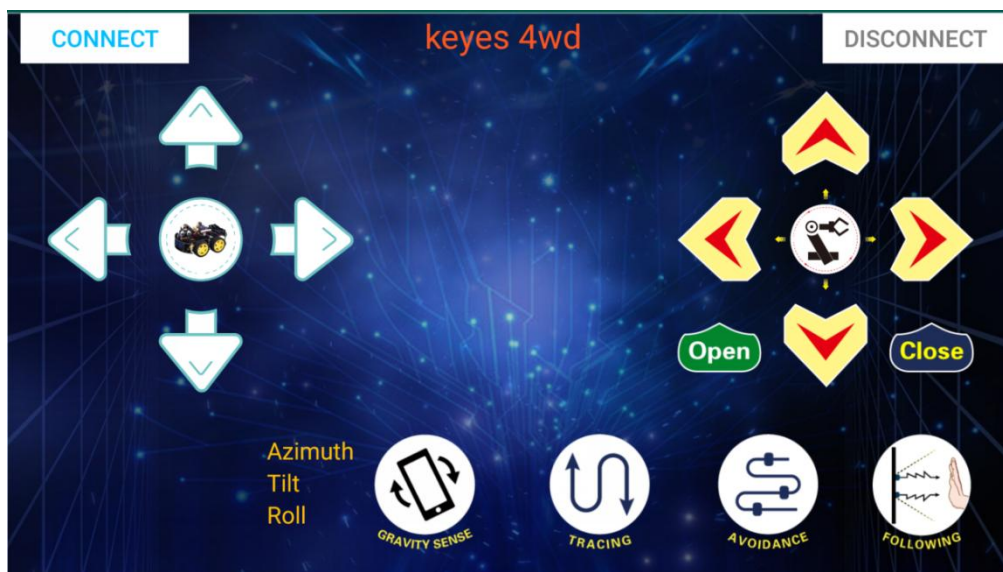 CONNECT
keyes 4wd
DISCONNECT
Open
Close
Azimuth
Tilt
Roll
GRAVITY SENSE
TRACING
AVOIDANCE
FOLLOWING